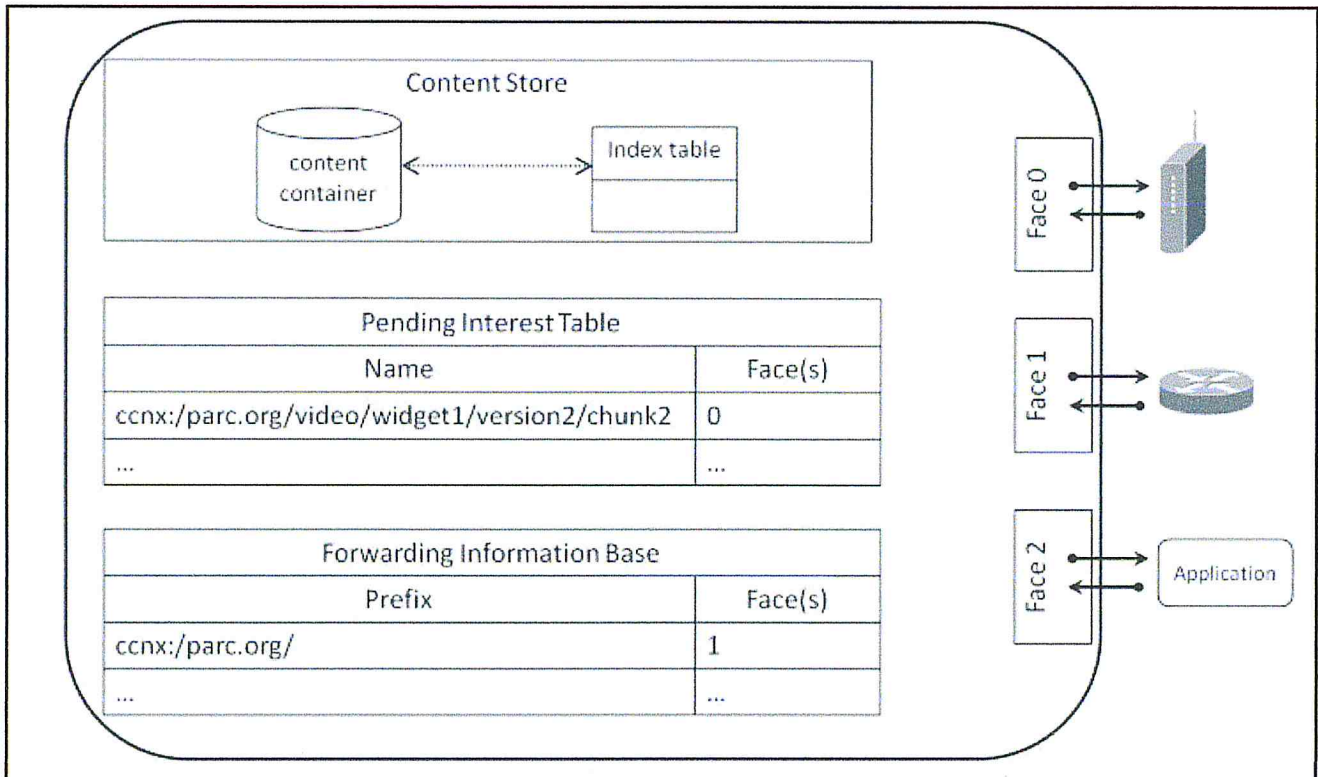 Content Store
content
container
Index table
Pending Interest Table
Name Face(s)
ccnx:/parc.org/video/widget1/version2/chunk2 0
... ...
Forwarding Information Base
Prefix Face(s)
ccnx:/parc.org/ 1
... ...
Face 0
Face 1
Face 2
Application